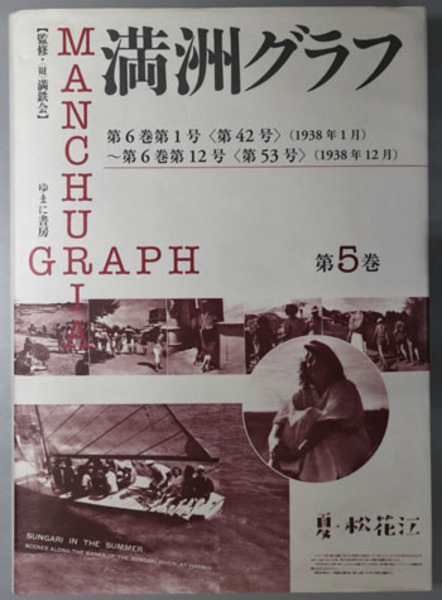 満洲グラフ
【監修・㈶満鉄会】
ゆまに書房
MANCHURIA
GRAPH
第6巻第1号〈第42号〉(1938年1月)
～第6巻第12号〈第53号〉(1938年12月)
第5巻
夏・松花江
SUNGARI IN THE SUMMER
SCENES ALONG THE BANKS OF THE SUNGARI RIVER, AT HARBIN